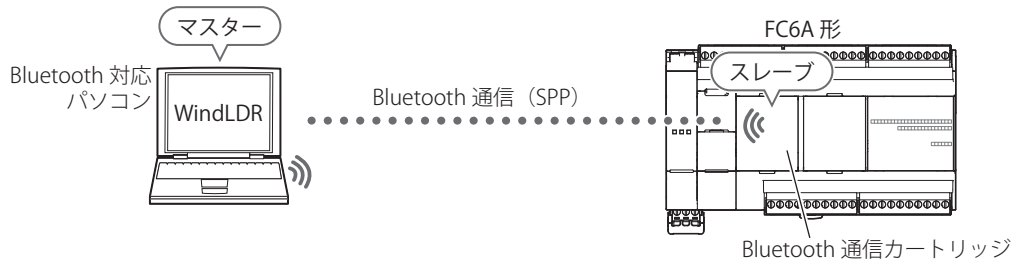 マスター
Bluetooth 対応
パソコン
WindLDR
Bluetooth 通信（SPP）
FC6A 形
スレーブ
Bluetooth 通信カートリッジ